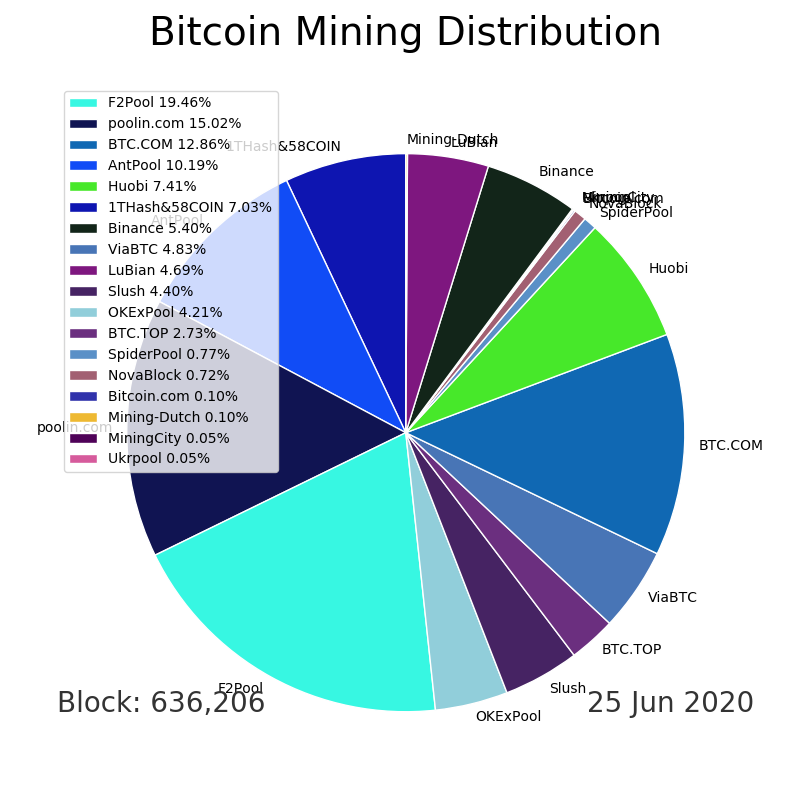 Bitcoin Mining Distribution
F2Pool 19.46%
poolin.com 15.02%
BTC.COM 12.86%
AntPool 10.19%
Huobi 7.41%
1THash&58COIN 7.03%
Binance 5.40%
ViaBTC 4.83%
LuBian 4.69%
Slush 4.40%
OKExPool 4.21%
BTC.TOP 2.73%
SpiderPool 0.77%
NovaBlock 0.72%
Bitcoin.com 0.10%
Mining-Dutch 0.10%
MiningCity 0.05%
Ukrpool 0.05%
Mining-Dutch
LuBian
1THash&58COIN
Binance
MiningCity
NovaBlock
SpiderPool
AntPool
Huobi
poolin.com
BTC.COM
ViaBTC
BTC.TOP
F2Pool
Slush
OKExPool
Block: 636,206
25 Jun 2020